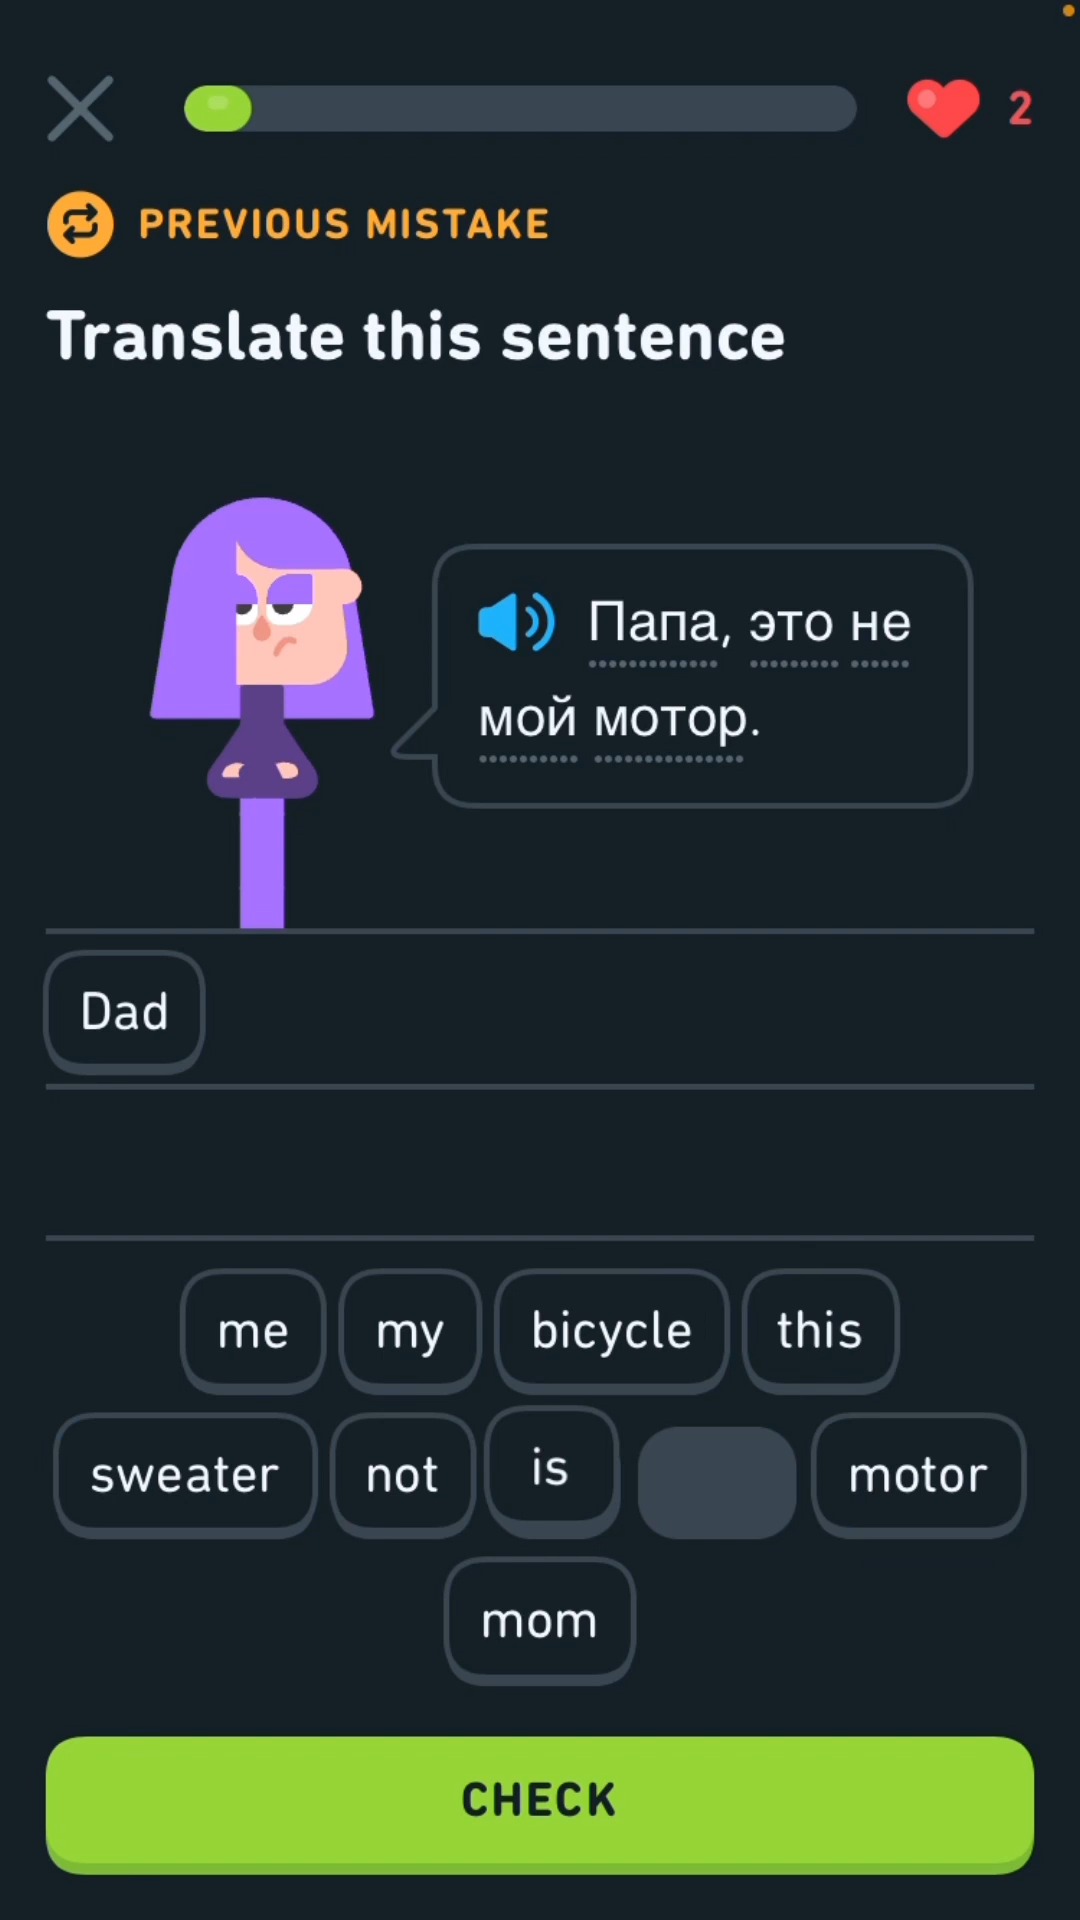 2
PREVIOUS MISTAKE
Translate this sentence
Папа, это не
мой мотор.
Dad
me my bicycle this
sweater not is motor
mom
CHECK